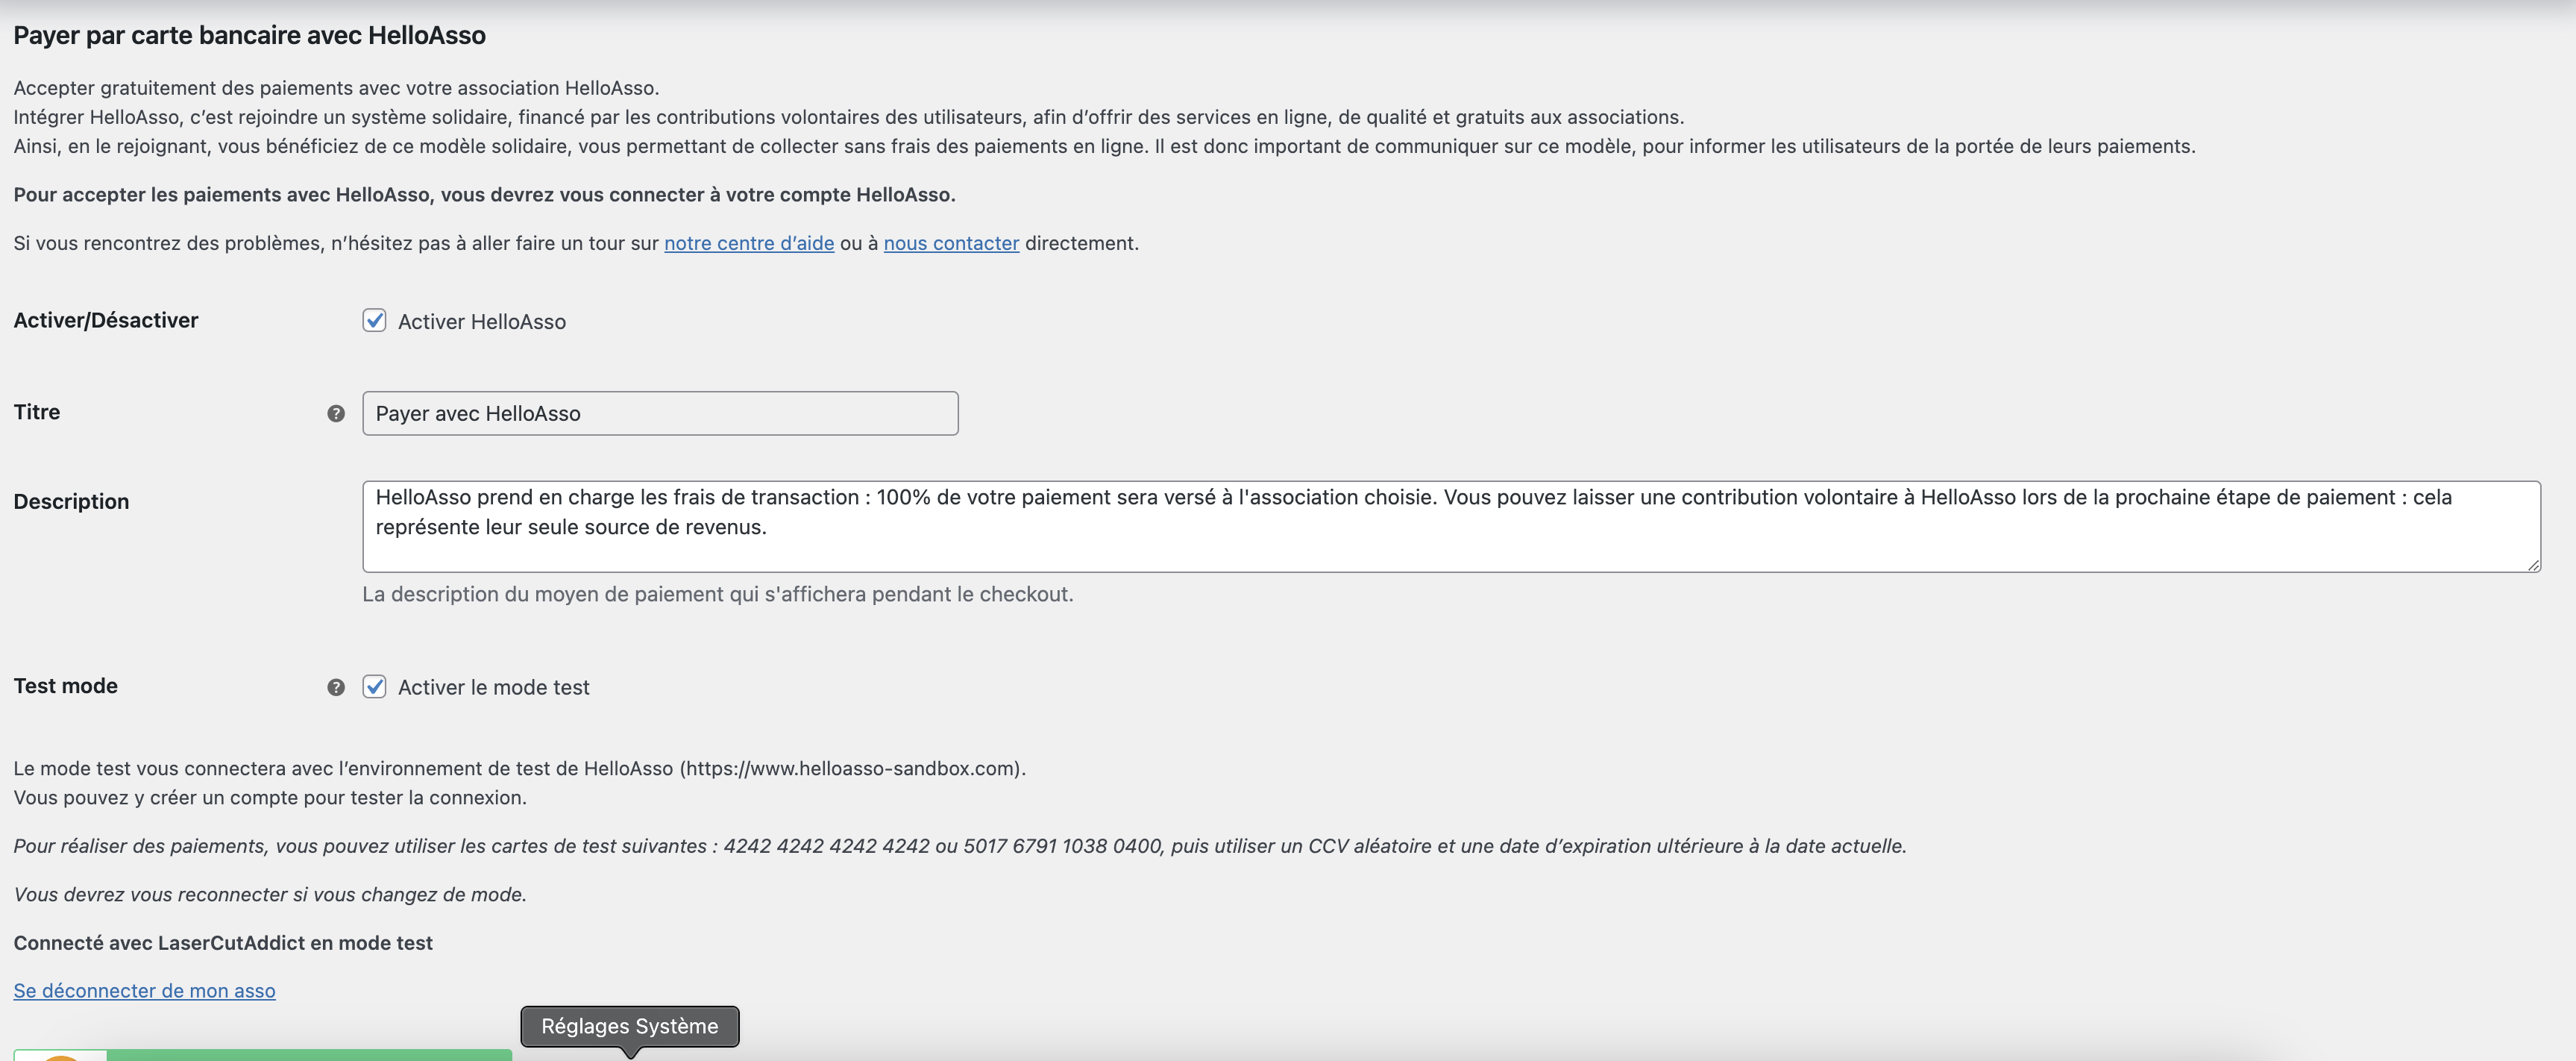 Payer par carte bancaire avec HelloAsso
Accepter gratuitement des paiements avec votre association HelloAsso.
Intégrer HelloAsso, c’est rejoindre un système solidaire, financé par les contributions volontaires des utilisateurs, afin d’offrir des services en ligne, de qualité et gratuits aux associations.
Ainsi, en le rejoignant, vous bénéficiez de ce modèle solidaire, vous permettant de collecter sans frais des paiements en ligne. Il est donc important de communiquer sur ce modèle, pour informer les utilisateurs de la portée de leurs paiements.
Pour accepter les paiements avec HelloAsso, vous devrez vous connecter à votre compte HelloAsso.
Si vous rencontrez des problèmes, n’hésitez pas à aller faire un tour sur notre centre d’aide ou à nous contacter directement.
Activer/Désactiver Activer HelloAsso
Titre ? Payer avec HelloAsso
Description
HelloAsso prend en charge les frais de transaction : 100% de votre paiement sera versé à l'association choisie. Vous pouvez laisser une contribution volontaire à HelloAsso lors de la prochaine étape de paiement : cela
représente leur seule source de revenus.
La description du moyen de paiement qui s'affichera pendant le checkout.
Test mode ? Activer le mode test
Le mode test vous connectera avec l’environnement de test de HelloAsso (https://www.helloasso-sandbox.com).
Vous pouvez y créer un compte pour tester la connexion.
Pour réaliser des paiements, vous pouvez utiliser les cartes de test suivantes : 4242 4242 4242 4242 ou 5017 6791 1038 0400, puis utiliser un CCV aléatoire et une date d’expiration ultérieure à la date actuelle.
Vous devrez vous reconnecter si vous changez de mode.
Connecté avec LaserCutAddict en mode test
Se déconnecter de mon asso
Réglages Système